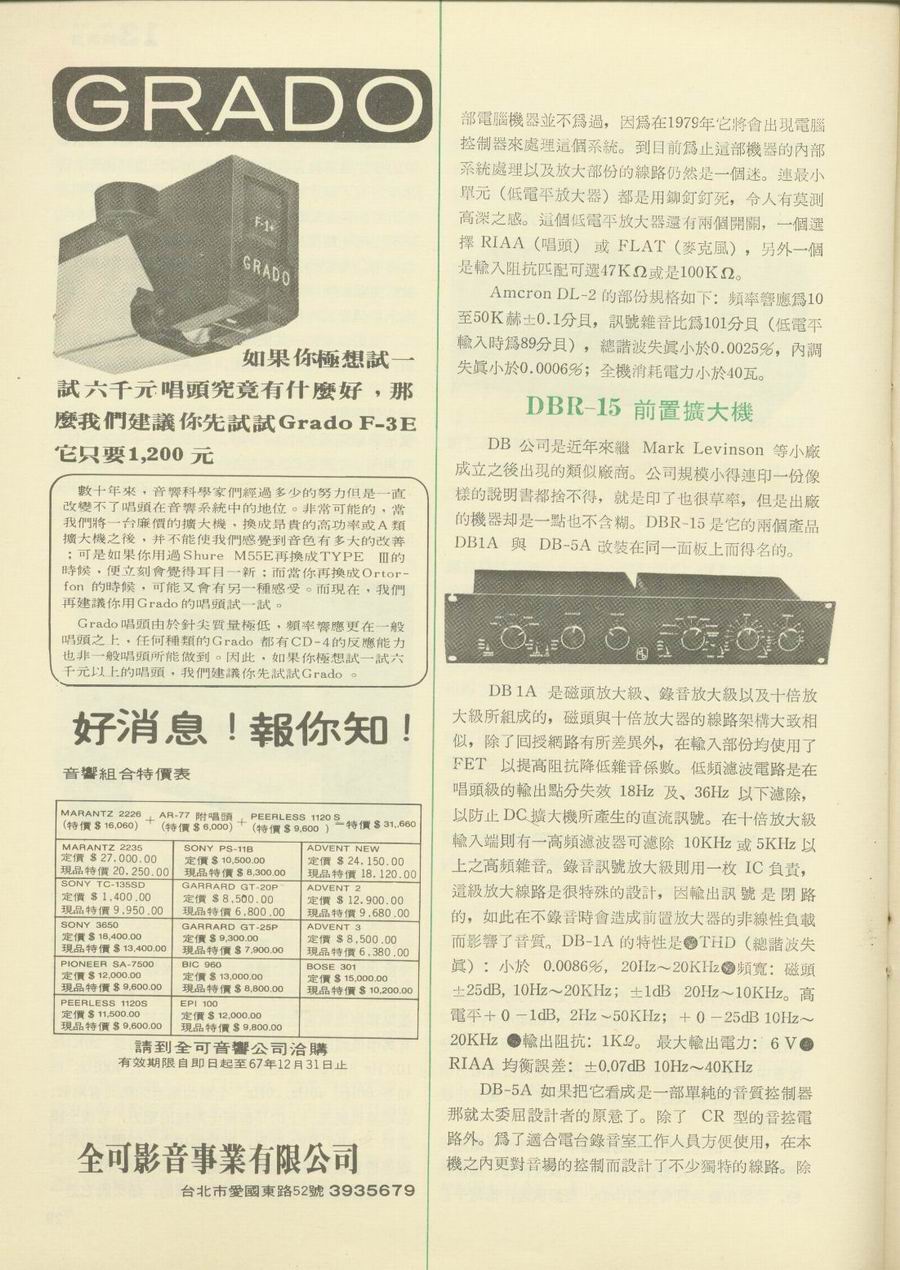 GRADO
F-1+
GRADO
如果你極想試一
試六千元唱頭究竟有什麼好，那
麼我們建議你先試試Grado F-3E
它只要1,200 元
數十年來，音響科學家們經過多少的努力但是一直
改變不了唱頭在音響系統中的地位。非常可能的，當
我們將一台廉價的擴大機，換成昂貴的高功率或A類
擴大機之後，并不能使我們感覺到音色有多大的改善
；可是如果你用過Shure M55E再換成TYPE Ⅲ的
時候，便立刻會覺得耳目一新；而當你再換成Ortor-
fon 的時候，可能又會有另一種感受。而現在，我們
再建議你用Grado的唱頭試一試。
Grado唱頭由於針尖質量極低，頻率響應更在一般
唱頭之上，任何種類的Grado 都有CD-4的反應能力
也非一般唱頭所能做到。因此，如果你極想試一試六
千元以上的唱頭，我們建議你先試試Grado 。
好消息！報你知！
音響組合特價表
MARANTZ 2226 + AR-77 附唱頭 + PEERLESS 1120 S = 特價＄31,.660
(特價＄16,060) (特價＄6,000) (特價＄9,600 )
MARANTZ 2235 SONY PS-11B ADVENT NEW
定價 ＄27.000.00 定價 ＄10,500.00 定價 ＄24.150.00
現品特價 20.250.00 現品特價 ＄8,300.00 現品特價 18.120.00
SONY TC-135SD GARRARD GT-20P ADVENT 2
定價 ＄1.400.00 定價 ＄8,500.00 定價 ＄12.900.00
現品特價 9.950.00 現品特價 6.800.00 現品特價 9.680.00
SONY 3650 GARRARD GT-25P ADVENT 3
定價 ＄18,400.00 定價 ＄9,300.00 定價 ＄8,500.00
現品特價 ＄13,400.00 現品特價 ＄7,900.00 現品特價 6.380.00
PIONEER SA-7500 BIC 960 BOSE 301
定價 ＄12,000.00 定價 ＄13,000.00 定價 ＄15,000.00
現品特價 ＄9,600.00 現品特價 ＄8,800.00 現品特價 ＄10,200.00
PEERLESS 1120S EPI 100
定價 ＄11,500.00 定價 ＄12,000.00
現品特價 ＄9,600.00 現品特價 ＄9,800.00
請到全可音響公司洽購
有效期限自即日起至67年12月31日止
全可影音事業有限公司
台北市愛國東路52號 3935679
部電腦機器並不爲過，因爲在1979年它將會出現電腦
控制器來處理這個系統。到目前爲止這部機器的內部
系統處理以及放大部份的線路仍然是一個迷。連最小
單元（低電平放大器）都是用鉚釘釘死，令人有莫測
高深之感。這個低電平放大器還有兩個開關，一個選
擇 RIAA（唱頭） 或 FLAT（麥克風），另外一個
是輸入阻抗匹配可選47KΩ或是100KΩ。
Amcron DL-2 的部份規格如下：頻率響應爲10
至50K赫±0.1分貝，訊號雜音比爲101分貝（低電平
輸入時爲89分貝），總諧波失眞小於0.0025%，內調
失眞小於0.0006%；全機消耗電力小於40瓦。
DBR-15 前置擴大機
DB 公司是近年來繼 Mark Levinson 等小廠
成立之後出現的類似廠商。公司規模小得連印一份像
樣的說明書都捨不得，就是印了也很草率，但是出廠
的機器却是一點也不含糊。DBR-15是它的兩個產品
DB1A 與 DB-5A 改裝在同一面板上而得名的。
DB 1A 是磁頭放大級、錄音放大級以及十倍放
大級所組成的，磁頭與十倍放大器的線路架構大致相
似，除了囘授網路有所差異外，在輸入部份均使用了
FET 以提高阻抗降低雜音係數。低頻濾波電路是在
唱頭級的輸出點分失效 18Hz 及、36Hz 以下濾除，
以防止 DC 擴大機所產生的直流訊號。在十倍放大級
輸入端則有一高頻濾波器可濾除 10KHz 或 5KHz 以
上之高頻雜音。錄音訊號放大級則用一枚 IC 負責，
這級放大線路是很特殊的設計，因輸出訊號是閉路
的，如此在不錄音時會造成前置放大器的非線性負載
而影響了音質。DB-1A 的特性是●THD（總諧波失
眞）：小於 0.0086%，20Hz～20KHz●頻寬：磁頭
±25dB, 10Hz～20KHz；±1dB 20Hz～10KHz。高
電平＋0 －1dB, 2Hz～50KHz；＋0 －25dB 10Hz～
20KHz ●輸出阻抗：1KΩ。 最大輸出電力：6 V●
RIAA 均衡誤差：±0,07dB 10Hz～40KHz
DB-5A 如果把它看成是一部單純的音質控制器
那就太委屈設計者的原意了。除了 CR 型的音控電
路外。爲了適合電台錄音室工作人員方便使用，在本
機之內更對音場的控制而設計了不少獨特的線路。除